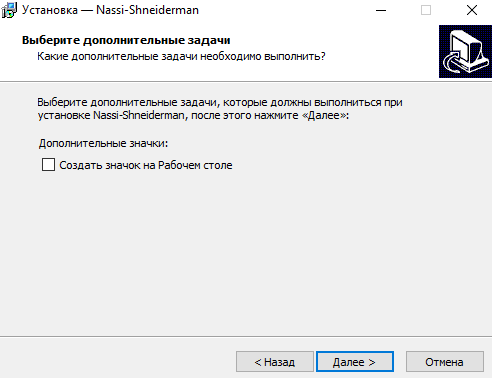 Установка — Nassi-Shneiderman
Выберите дополнительные задачи
Какие дополнительные задачи необходимо выполнить?
Выберите дополнительные задачи, которые должны выполниться при
установке Nassi-Shneiderman, после этого нажмите «Далее»:
Дополнительные значки:
Создать значок на Рабочем столе
< Назад
Далее >
Отмена